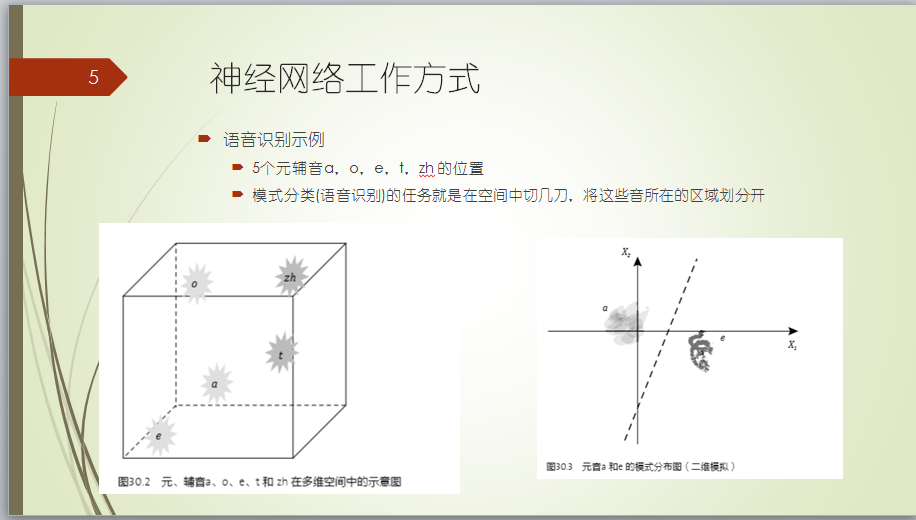 5
神经网络工作方式
语音识别示例
5个元辅音a，o，e，t，zh的位置
模式分类(语音识别)的任务就是在空间中切几刀，将这些音所在的区域划分开
o
zh
t
a
e
图30.2 元、辅音a、o、e、t 和 zh 在多维空间中的示意图
X₂
a
e
X₁
图30.3 元音a 和e 的模式分布图（二维模拟）